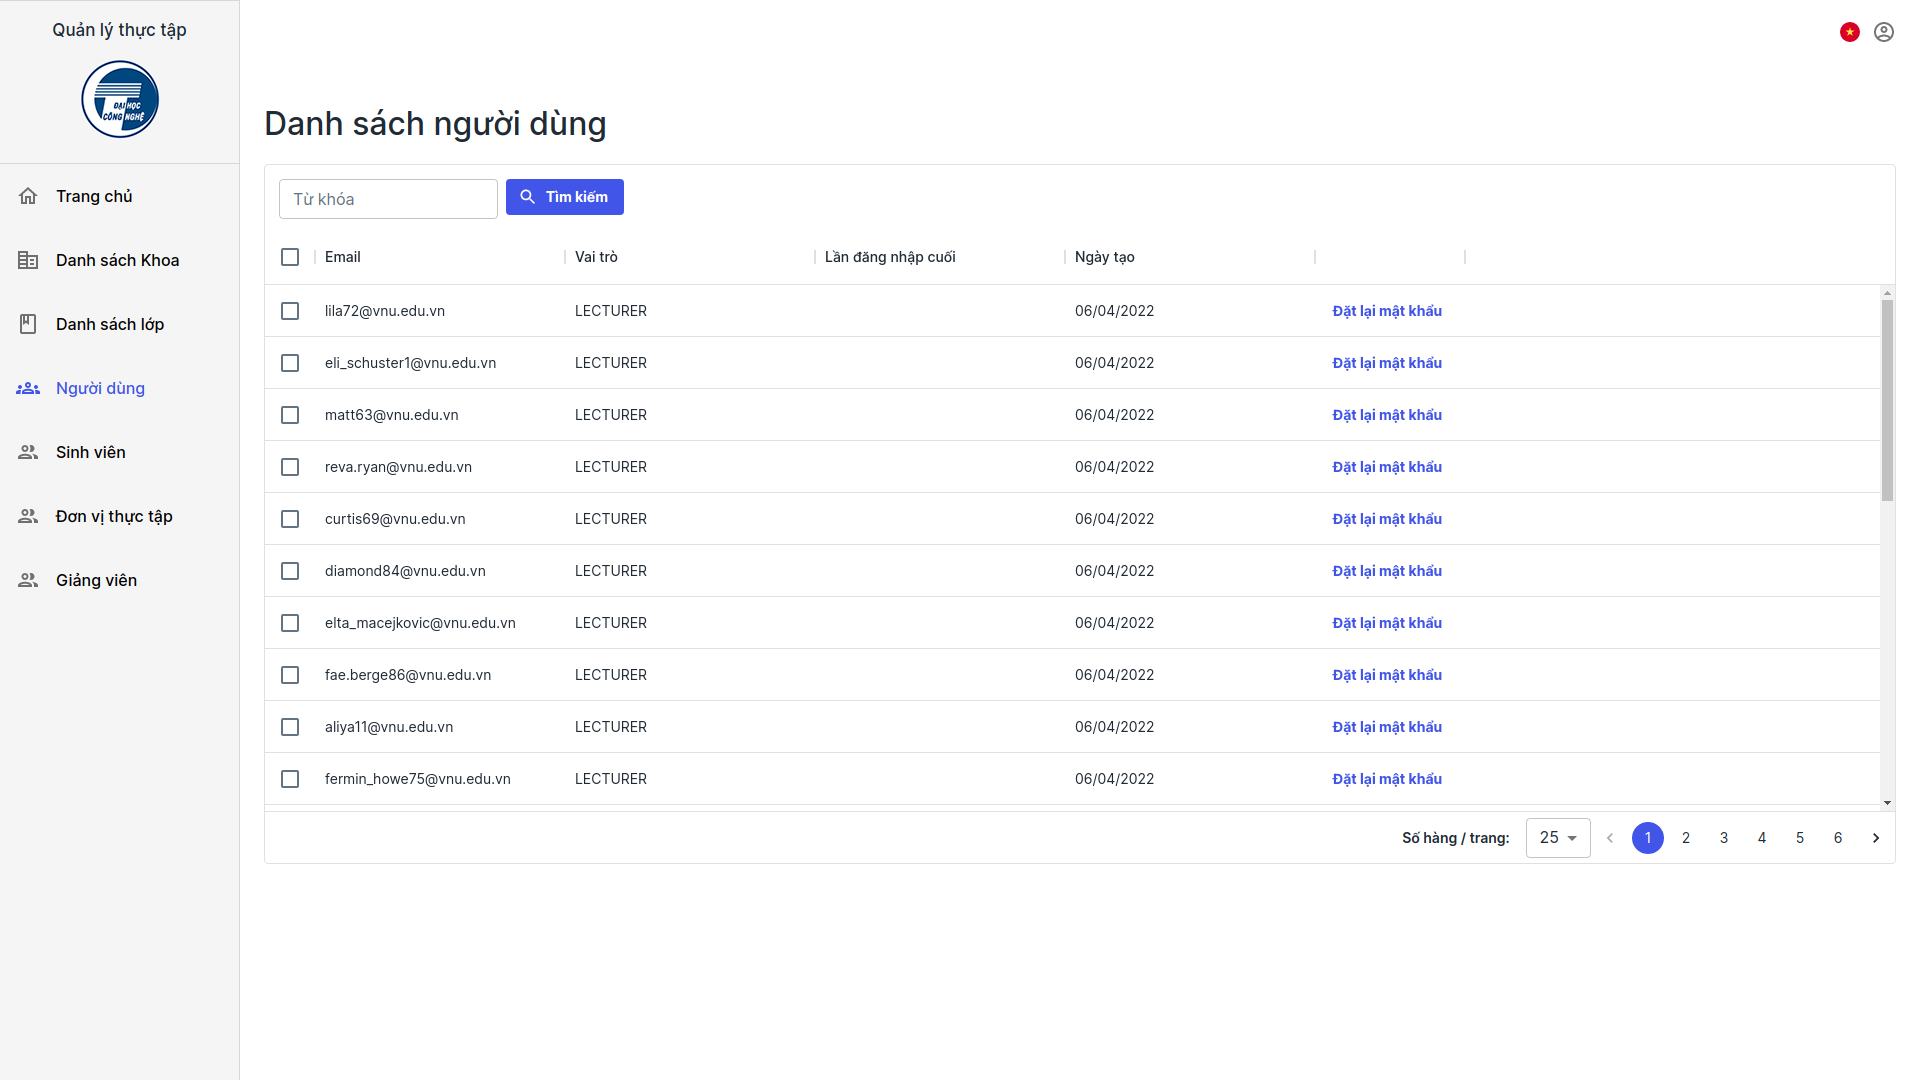 Quản lý thực tập
ĐẠI HỌC
CÔNG NGHỆ
Trang chủ
Danh sách Khoa
Danh sách lớp
Người dùng
Sinh viên
Đơn vị thực tập
Giảng viên
Danh sách người dùng
Từ khóa
Tìm kiếm
Email Vai trò Lần đăng nhập cuối Ngày tạo
lila72@vnu.edu.vn LECTURER 06/04/2022 Đặt lại mật khẩu
eli_schuster1@vnu.edu.vn LECTURER 06/04/2022 Đặt lại mật khẩu
matt63@vnu.edu.vn LECTURER 06/04/2022 Đặt lại mật khẩu
reva.ryan@vnu.edu.vn LECTURER 06/04/2022 Đặt lại mật khẩu
curtis69@vnu.edu.vn LECTURER 06/04/2022 Đặt lại mật khẩu
diamond84@vnu.edu.vn LECTURER 06/04/2022 Đặt lại mật khẩu
elta_macejkovic@vnu.edu.vn LECTURER 06/04/2022 Đặt lại mật khẩu
fae.berge86@vnu.edu.vn LECTURER 06/04/2022 Đặt lại mật khẩu
aliya11@vnu.edu.vn LECTURER 06/04/2022 Đặt lại mật khẩu
fermin_howe75@vnu.edu.vn LECTURER 06/04/2022 Đặt lại mật khẩu
Số hàng / trang: 25 1 2 3 4 5 6